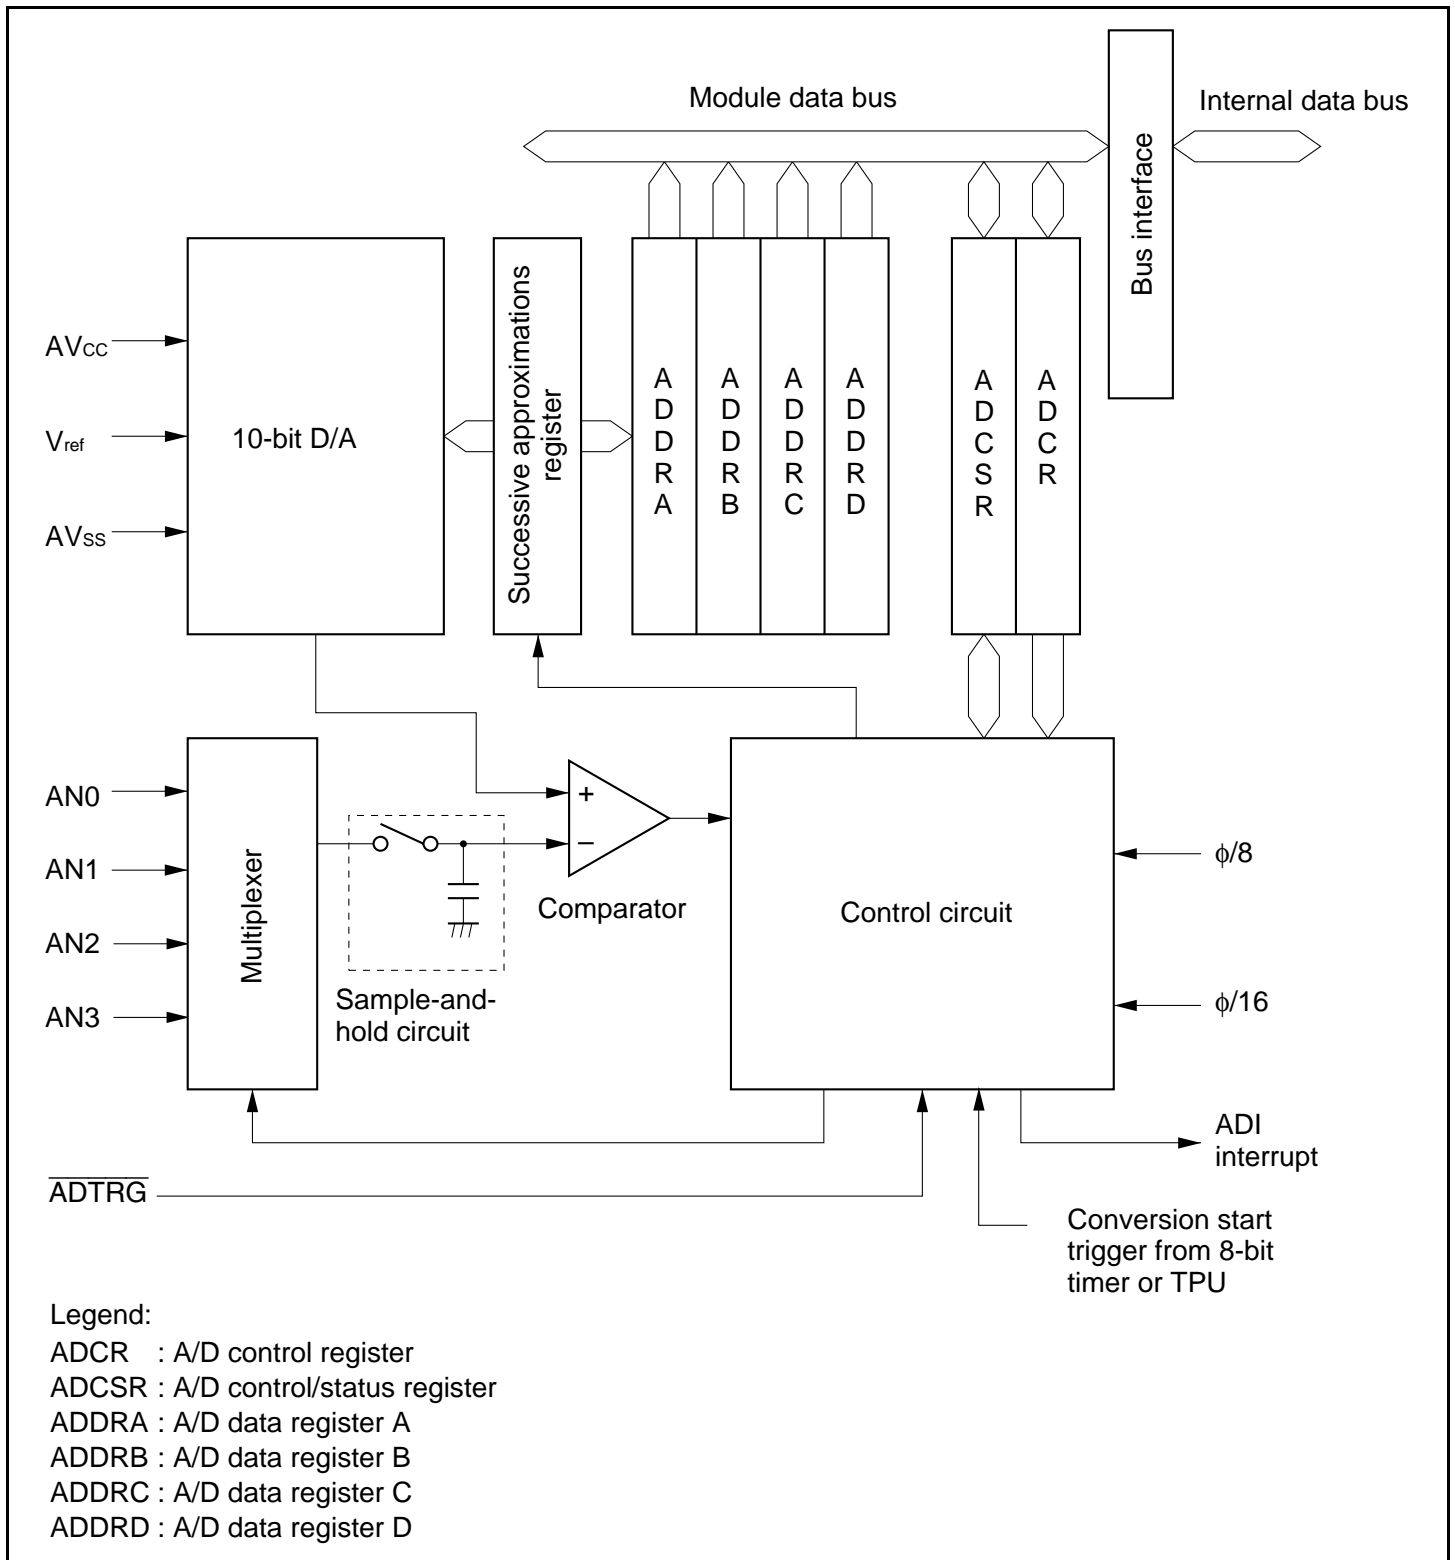 Module data bus
Internal data bus
Bus interface
AVCC
Vref
AVSS
10-bit D/A
Successive approximations
register
ADDRA
ADDRB
ADDRC
ADDRD
ADCSR
ADCR
AN0
AN1
AN2
AN3
Multiplexer
+
−
Comparator
Sample-and-
hold circuit
Control circuit
ϕ/8
ϕ/16
ADI
interrupt
ADTRG
Conversion start
trigger from 8-bit
timer or TPU
Legend:
ADCR : A/D control register
ADCSR : A/D control/status register
ADDRA : A/D data register A
ADDRB : A/D data register B
ADDRC : A/D data register C
ADDRD : A/D data register D